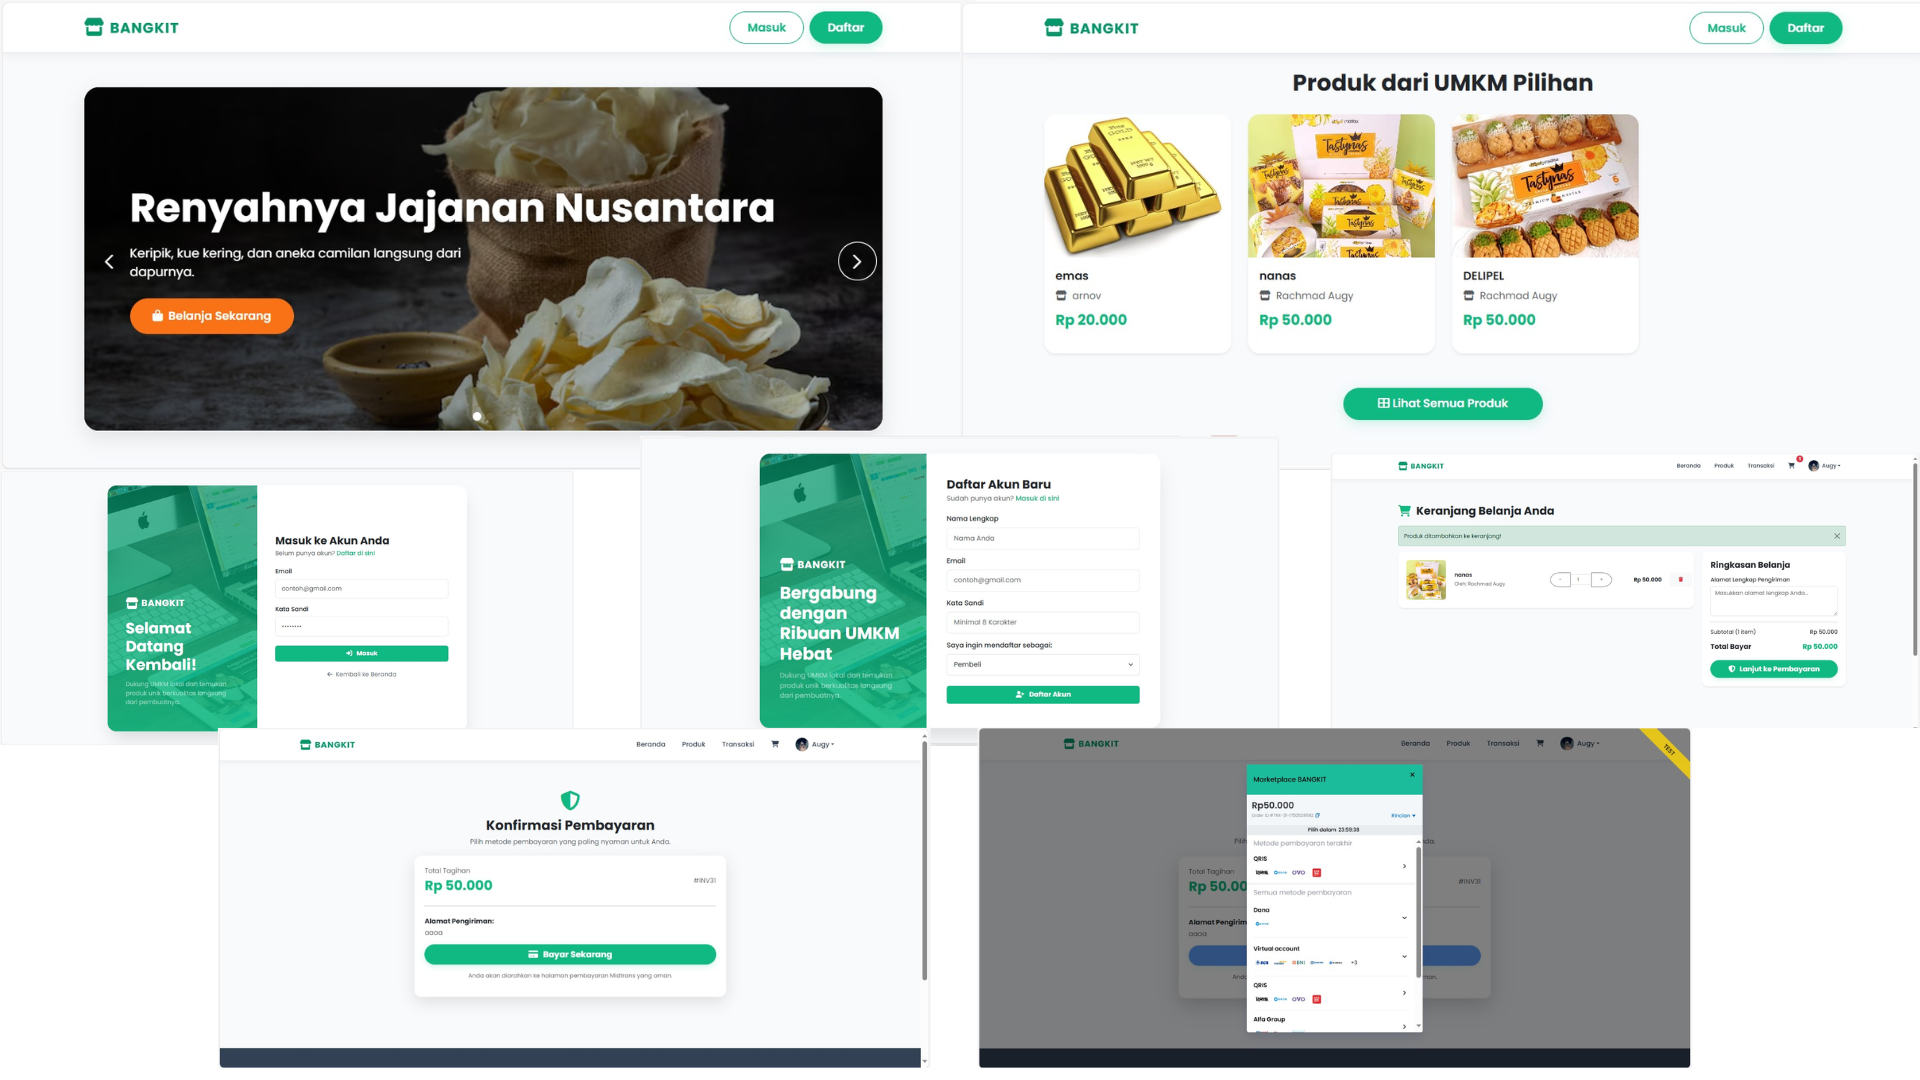 BANGKIT
Masuk
Daftar
Renyahnya Jajanan Nusantara
Keripik, kue kering, dan aneka camilan langsung dari
dapurnya.
Belanja Sekarang
BANGKIT
Masuk
Daftar
Produk dari UMKM Pilihan
GOLD
Tastynas
Tastynas
emas
arnov
Rp 20.000
nanas
Rachmad Augy
Rp 50.000
DELIPEL
Rachmad Augy
Rp 50.000
Lihat Semua Produk
BANGKIT
Selamat
Datang
Kembali!
Dukung UMKM lokal dan temukan
produk unik berkualitas langsung
dari pembuatnya.
Masuk ke Akun Anda
Belum punya akun? Daftar di sini
Email
contoh@gmail.com
Kata Sandi
••••••••
Masuk
← Kembali ke Beranda
BANGKIT
Bergabung
dengan
Ribuan UMKM
Hebat
Dukung UMKM lokal dan temukan
produk unik berkualitas langsung
dari pembuatnya.
Daftar Akun Baru
Sudah punya akun? Masuk di sini
Nama Lengkap
Nama Anda
Email
contoh@gmail.com
Kata Sandi
Minimal 8 Karakter
Saya ingin mendaftar sebagai:
Pembeli
Daftar Akun
BANGKIT
Beranda
Produk
Transaksi
Augy
Keranjang Belanja Anda
Produk ditambahkan ke keranjang!
nanas
Oleh: Rachmad Augy
- 1 +
Rp 50.000
Ringkasan Belanja
Alamat Lengkap Pengiriman
Masukkan alamat lengkap Anda...
Subtotal (1 item) Rp 50.000
Total Bayar Rp 50.000
Lanjut ke Pembayaran
BANGKIT
Beranda
Produk
Transaksi
Augy
Konfirmasi Pembayaran
Pilih metode pembayaran yang paling nyaman untuk Anda.
Total Tagihan
Rp 50.000
#INV31
Alamat Pengiriman:
aaaa
Bayar Sekarang
Anda akan diarahkan ke halaman pembayaran Midtrans yang aman.
BANGKIT
Beranda
Produk
Transaksi
Augy
TEST
Marketplace BANGKIT
×
Rp50.000
Rincian
Pilih dalam 23:59:38
Metode pembayaran terakhir
QRIS
OVO
Semua metode pembayaran
Dana
Virtual account
BNI
+3
QRIS
OVO
Alfa Group
Total Tagihan
Rp 50.00
#INV31
Alamat Pengirim
aaaa